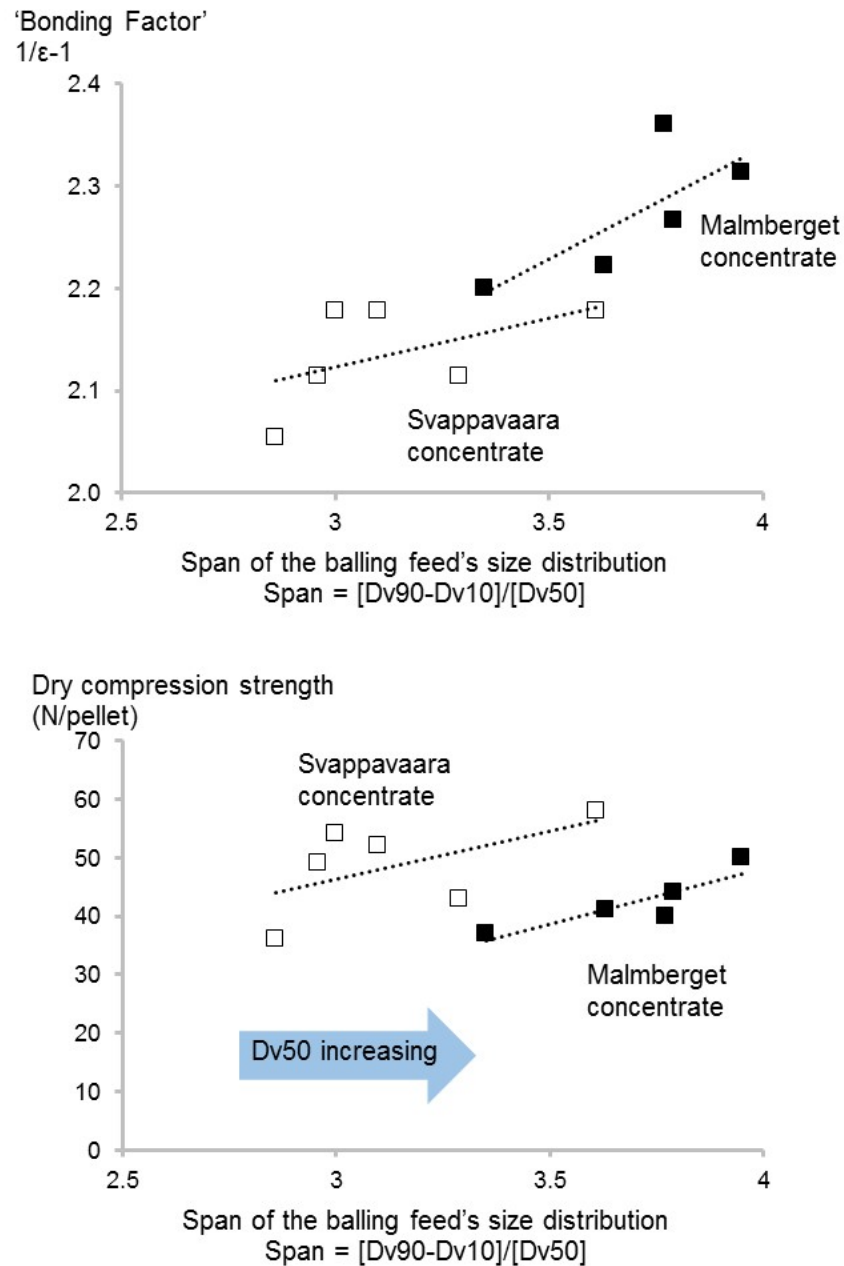 ‘Bonding Factor’
1/ε-1
2.4
2.3
2.2
2.1
2.0
Malmberget
concentrate
Svappavaara
concentrate
2.5 3 3.5 4
Span of the balling feed’s size distribution
Span = [Dv90-Dv10]/[Dv50]
Dry compression strength
(N/pellet)
70
60
50
40
30
20
10
0
Svappavaara
concentrate
Malmberget
concentrate
Dv50 increasing
2.5 3 3.5 4
Span of the balling feed’s size distribution
Span = [Dv90-Dv10]/[Dv50]